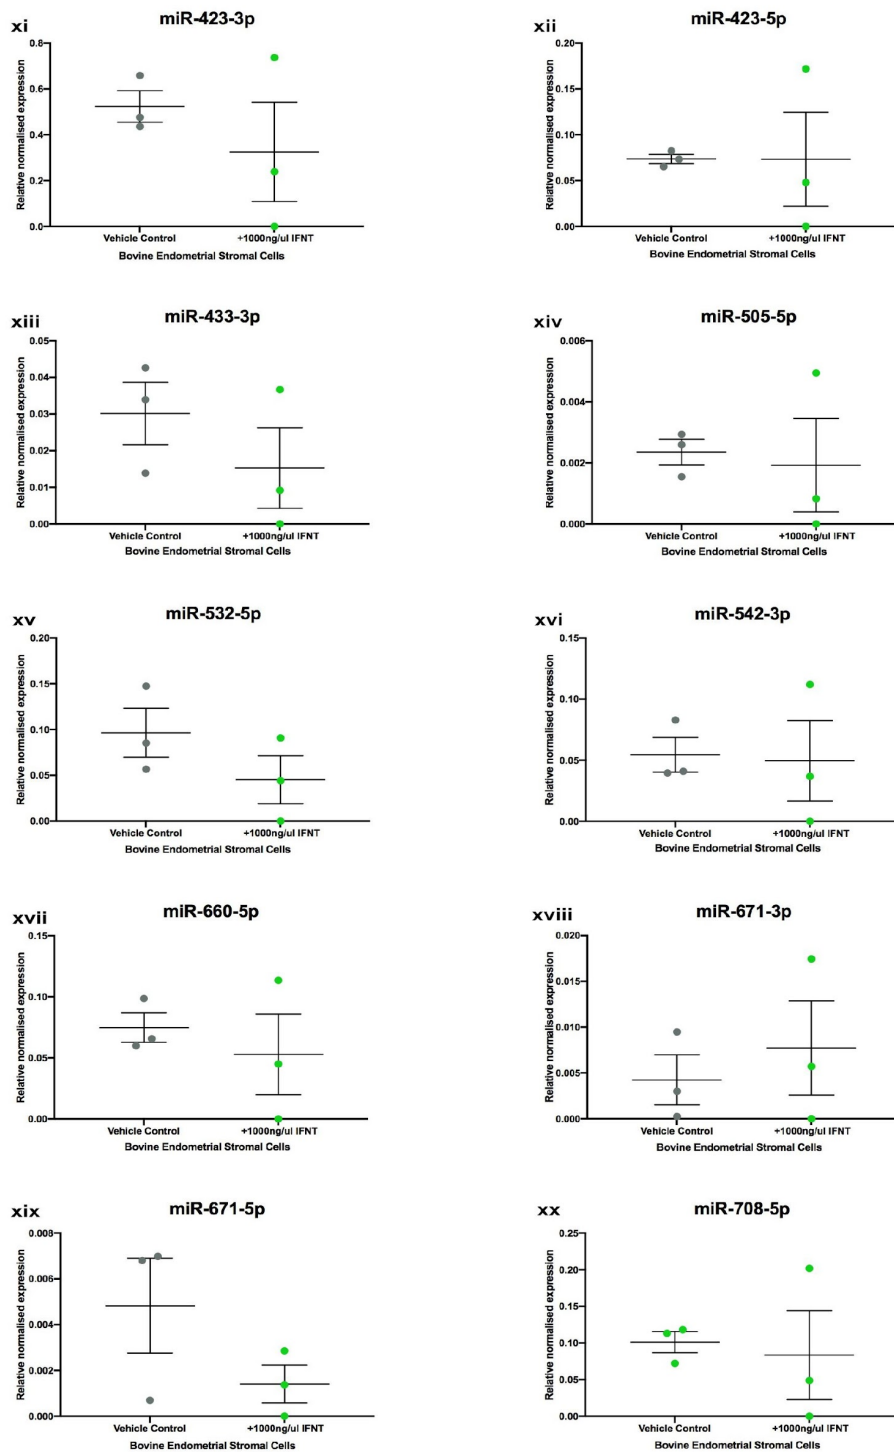 xi
miR-423-3p
Relative normalised expression
0.8
0.6
0.4
0.2
0.0
Vehicle Control
+1000ng/ul IFNT
Bovine Endometrial Stromal Cells
xii
miR-423-5p
Relative normalised expression
0.20
0.15
0.10
0.05
0.00
Vehicle Control
+1000ng/ul IFNT
Bovine Endometrial Stromal Cells
xiii
miR-433-3p
Relative normalised expression
0.05
0.04
0.03
0.02
0.01
0.00
Vehicle Control
+1000ng/ul IFNT
Bovine Endometrial Stromal Cells
xiv
miR-505-5p
Relative normalised expression
0.006
0.004
0.002
0.000
Vehicle Control
+1000ng/ul IFNT
Bovine Endometrial Stromal Cells
xv
miR-532-5p
Relative normalised expression
0.20
0.15
0.10
0.05
0.00
Vehicle Control
+1000ng/ul IFNT
Bovine Endometrial Stromal Cells
xvi
miR-542-3p
Relative normalised expression
0.15
0.10
0.05
0.00
Vehicle Control
+1000ng/ul IFNT
Bovine Endometrial Stromal Cells
xvii
miR-660-5p
Relative normalised expression
0.15
0.10
0.05
0.00
Vehicle Control
+1000ng/ul IFNT
Bovine Endometrial Stromal Cells
xviii
miR-671-3p
Relative normalised expression
0.020
0.015
0.010
0.005
0.000
Vehicle Control
+1000ng/ul IFNT
Bovine Endometrial Stromal Cells
xix
miR-671-5p
Relative normalised expression
0.008
0.006
0.004
0.002
0.000
Vehicle Control
+1000ng/ul IFNT
Bovine Endometrial Stromal Cells
xx
miR-708-5p
Relative normalised expression
0.25
0.20
0.15
0.10
0.05
0.00
Vehicle Control
+1000ng/ul IFNT
Bovine Endometrial Stromal Cells